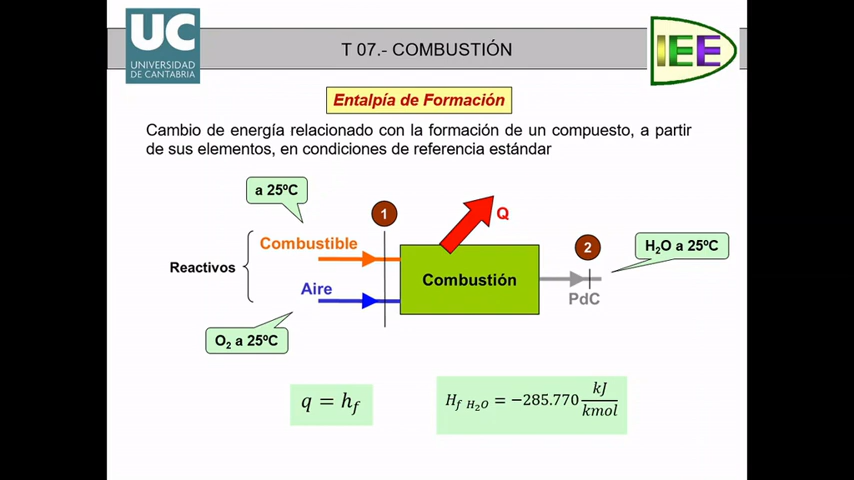 UC
UNIVERSIDAD
DE CANTABRIA
T 07.- COMBUSTIÓN
IEE
Entalpía de Formación
Cambio de energía relacionado con la formación de un compuesto, a partir
de sus elementos, en condiciones de referencia estándar
a 25ºC
1
Q
Combustible
2
H₂O a 25ºC
Reactivos
Combustión
Aire
PdC
O₂ a 25ºC
q = h_f
H_{f H₂O} = −285.770 kJ/kmol